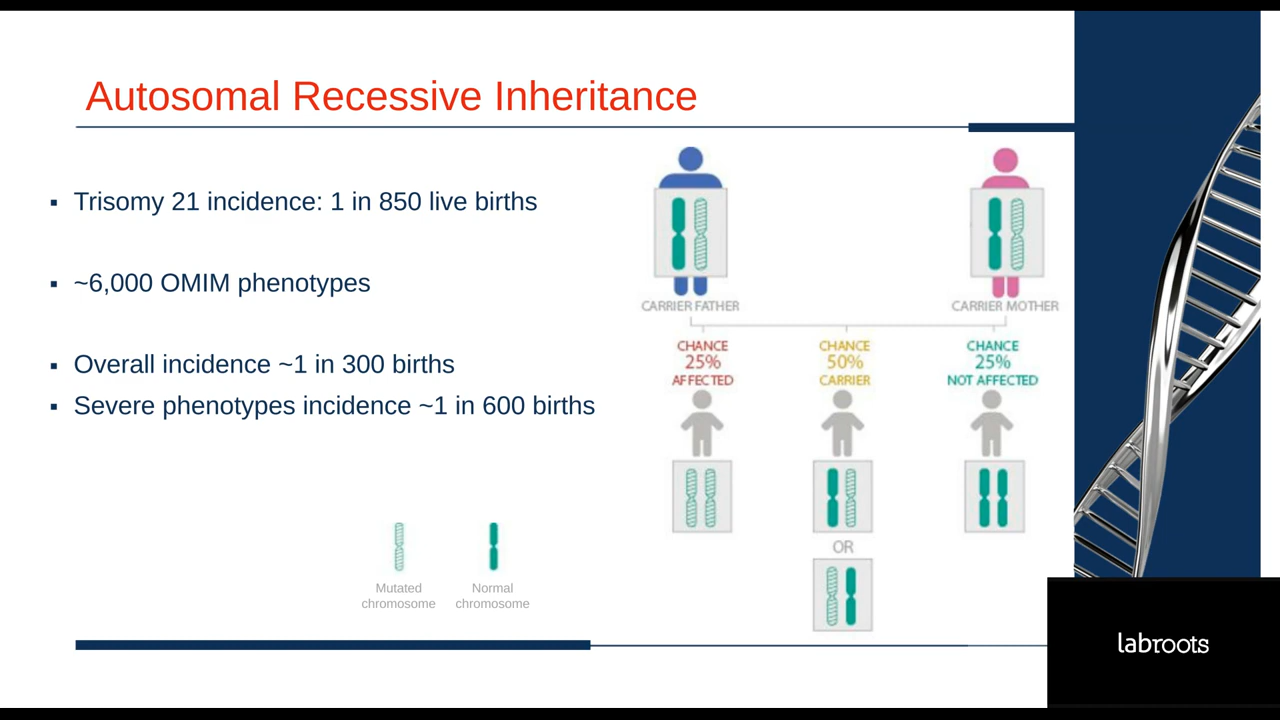 Autosomal Recessive Inheritance
▪ Trisomy 21 incidence: 1 in 850 live births
▪ ~6,000 OMIM phenotypes
▪ Overall incidence ~1 in 300 births
▪ Severe phenotypes incidence ~1 in 600 births
CARRIER FATHER
CARRIER MOTHER
CHANCE
25%
AFFECTED
CHANCE
50%
CARRIER
CHANCE
25%
NOT AFFECTED
OR
Mutated
chromosome
Normal
chromosome
labroots